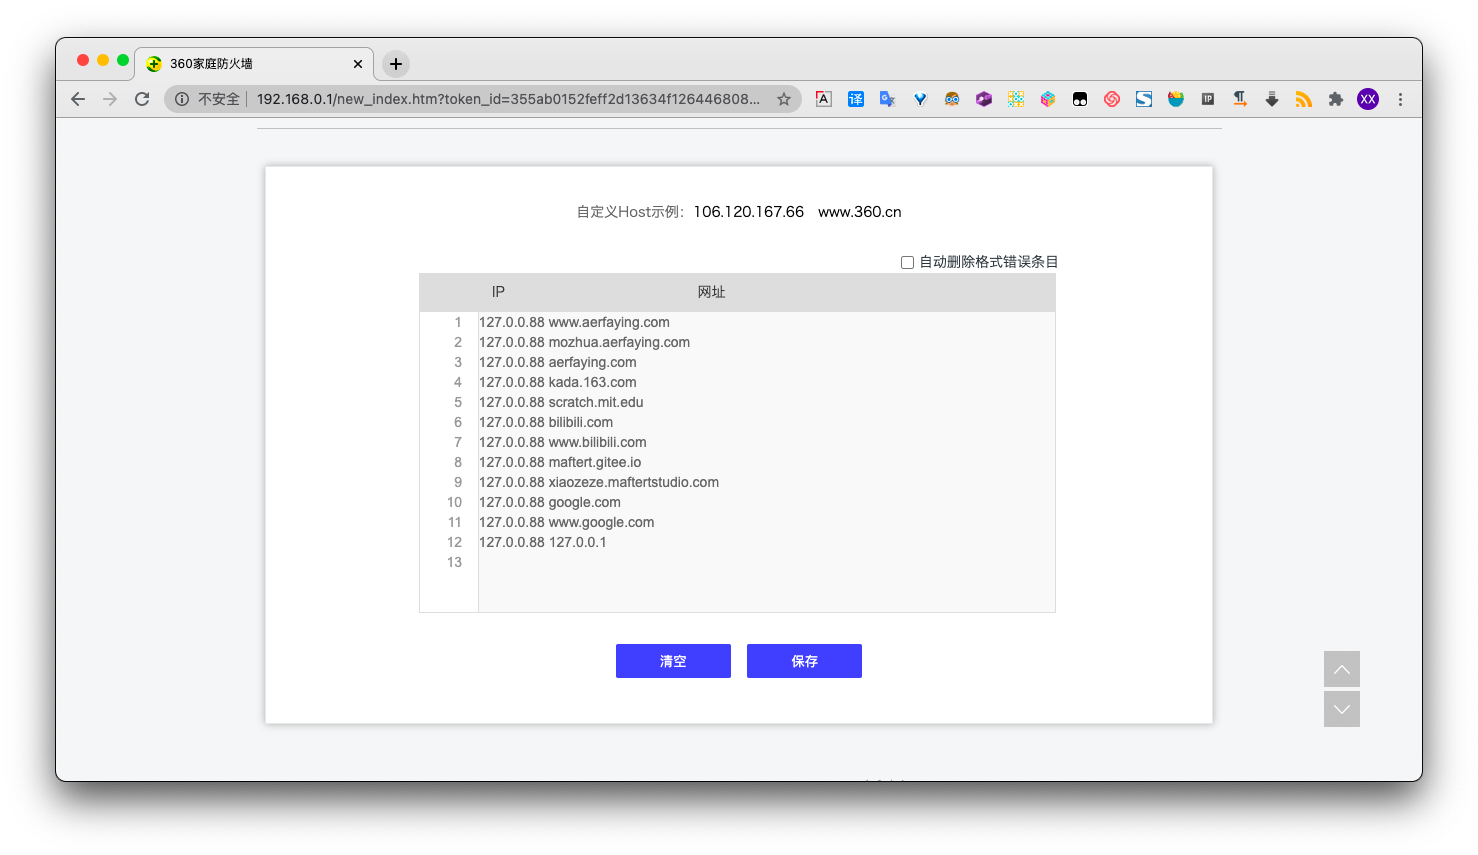 360家庭防火墙
不安全 192.168.0.1/new_index.htm?token_id=355ab0152feff2d13634f126446808...
自定义Host示例: 106.120.167.66 www.360.cn
自动删除格式错误条目
IP 网址
1 127.0.0.88 www.aerfaying.com
2 127.0.0.88 mozhua.aerfaying.com
3 127.0.0.88 aerfaying.com
4 127.0.0.88 kada.163.com
5 127.0.0.88 scratch.mit.edu
6 127.0.0.88 bilibili.com
7 127.0.0.88 www.bilibili.com
8 127.0.0.88 maftert.gitee.io
9 127.0.0.88 xiaozeze.maftertstudio.com
10 127.0.0.88 google.com
11 127.0.0.88 www.google.com
12 127.0.0.88 127.0.0.1
13
清空 保存